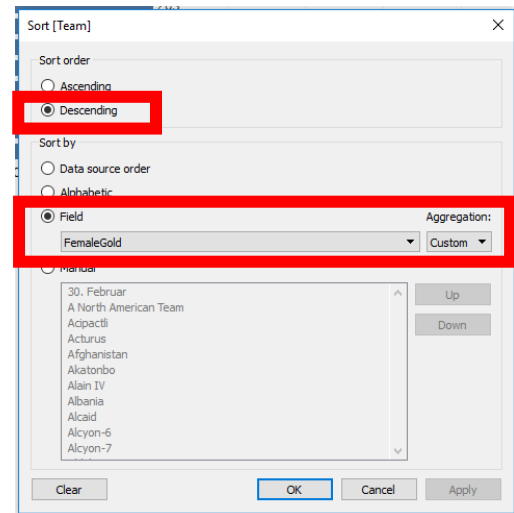 Sort [Team]
Sort order
Ascending
Descending
Sort by
Data source order
Alphabetic
Field
Aggregation:
FemaleGold
Custom
Manual
30. Februar
A North American Team
Acipactli
Acturus
Afghanistan
Akatonbo
Alain IV
Albania
Alcaid
Alcyon-6
Alcyon-7
Up
Down
Clear
OK
Cancel
Apply